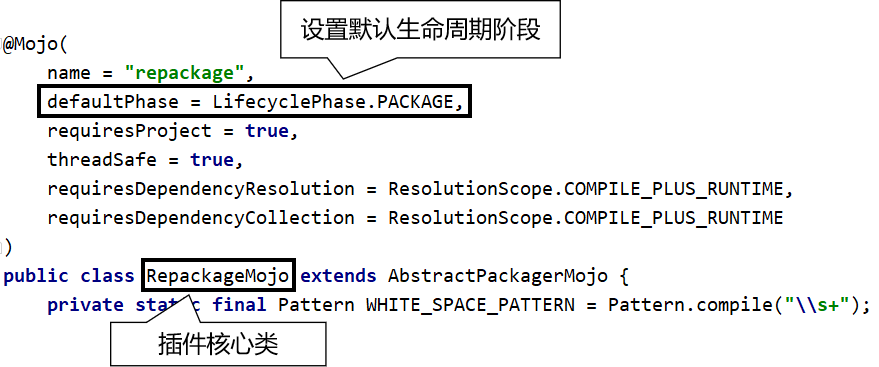 设置默认生命周期阶段
@Mojo(
name = "repackage",
defaultPhase = LifecyclePhase.PACKAGE,
requiresProject = true,
threadSafe = true,
requiresDependencyResolution = ResolutionScope.COMPILE_PLUS_RUNTIME,
requiresDependencyCollection = ResolutionScope.COMPILE_PLUS_RUNTIME
)
public class RepackageMojo extends AbstractPackagerMojo {
private static final Pattern WHITE_SPACE_PATTERN = Pattern.compile("\\s+");
插件核心类